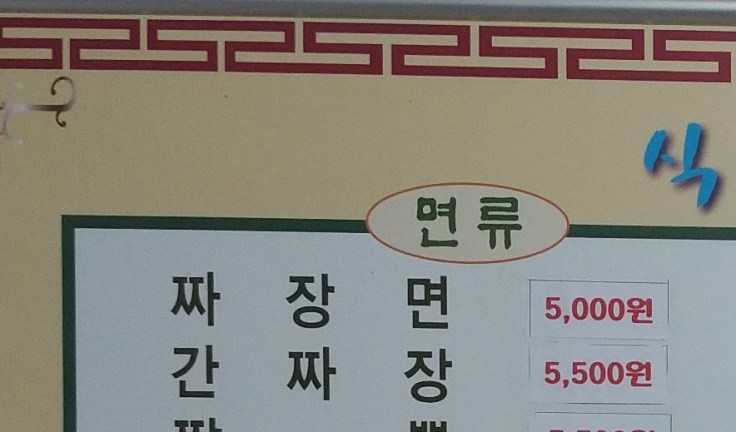 식
면류
짜장면 5,000원
간짜장 5,500원